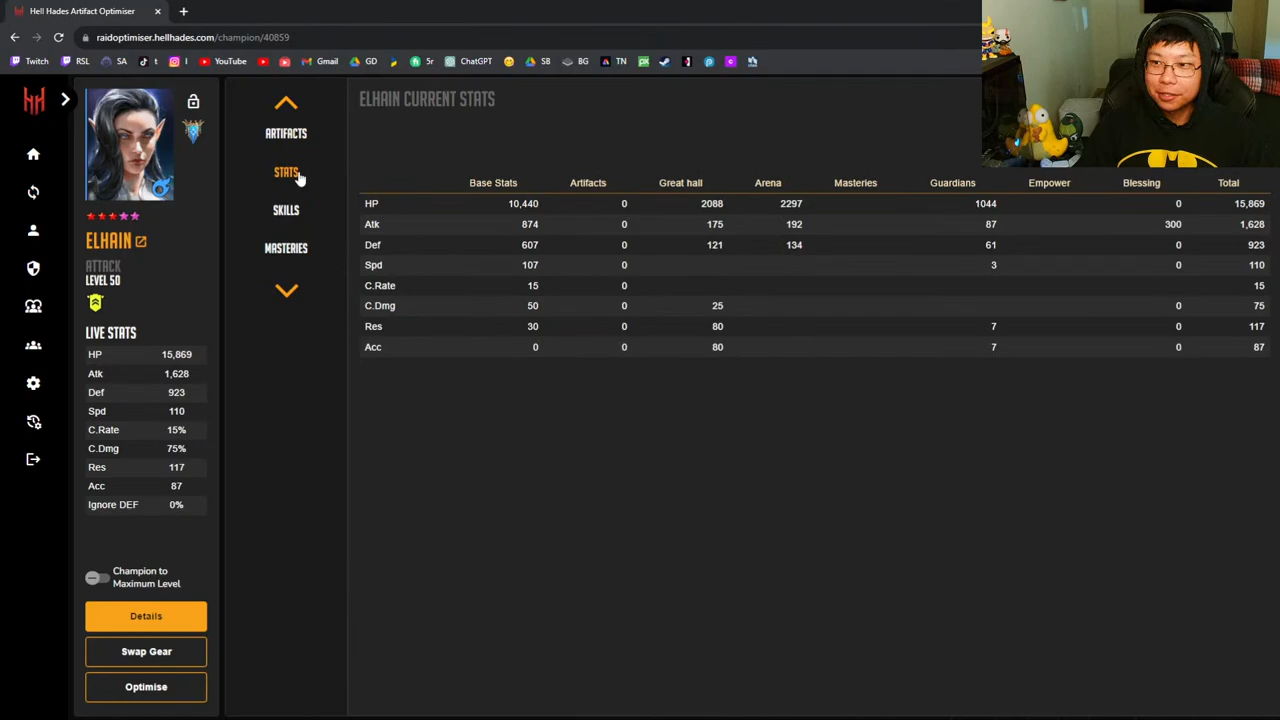 Hell Hades Artifact Optimiser
raidoptimiser.hellhades.com/champion/40859
Twitch RSL SA t I YouTube Gmail GD 5r ChatGPT SB BG TN
ELHAIN
ATTACK
LEVEL 50
LIVE STATS
HP 15,869
Atk 1,628
Def 923
Spd 110
C.Rate 15%
C.Dmg 75%
Res 117
Acc 87
Ignore DEF 0%
Champion to
Maximum Level
Details
Swap Gear
Optimise
ARTIFACTS
STATS
SKILLS
MASTERIES
ELHAIN CURRENT STATS
Base Stats Artifacts Great hall Arena Masteries Guardians Empower Blessing Total
HP 10,440 0 2088 2297 1044 0 15,869
Atk 874 0 175 192 87 300 1,628
Def 607 0 121 134 61 0 923
Spd 107 0 3 0 110
C.Rate 15 0 15
C.Dmg 50 0 25 0 75
Res 30 0 80 7 0 117
Acc 0 0 80 7 0 87